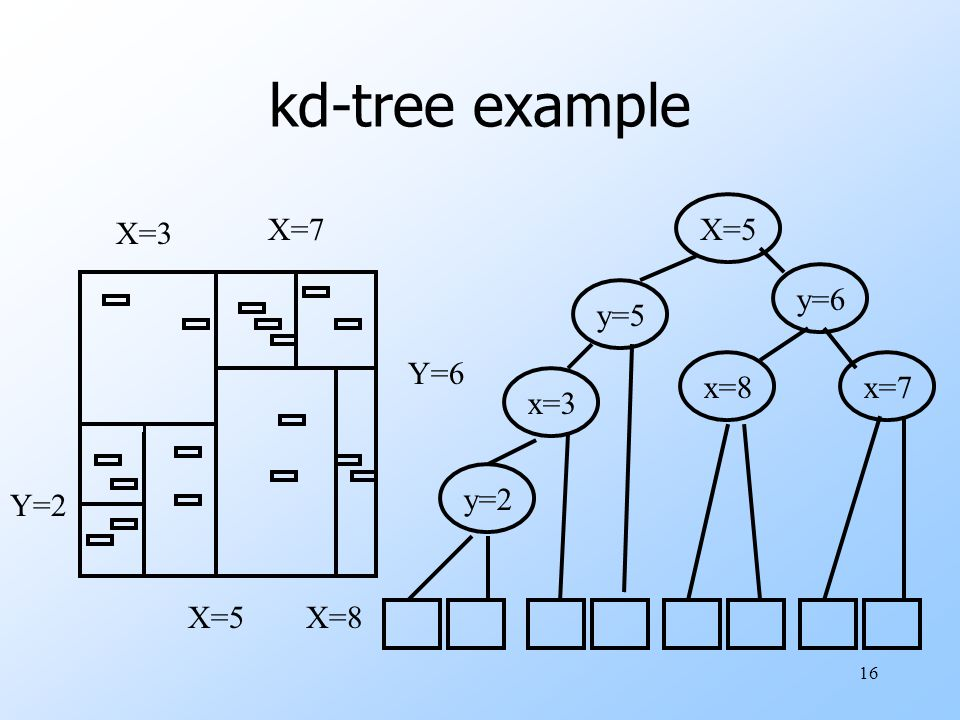 kd-tree example
X=3
X=7
X=5
y=6
y=5
Y=6
x=3
x=8
x=7
Y=2
y=2
X=5
X=8
16